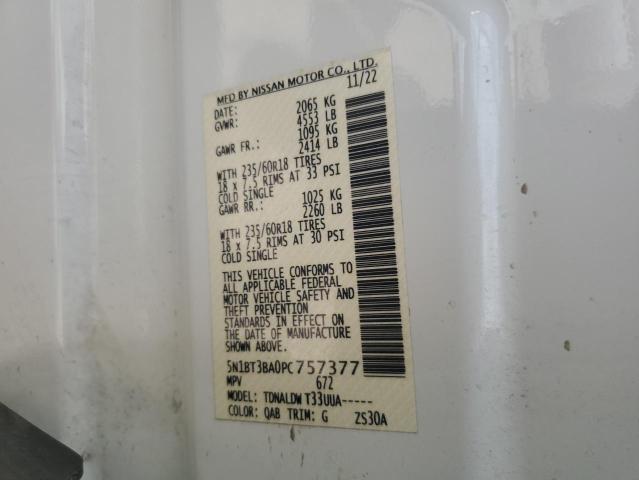 MFD BY NISSAN MOTOR CO., LTD.
DATE: 11/22
GVWR: 2065 KG
4553 LB
GAWR FR.: 1095 KG
2414 LB
WITH 235/60R18 TIRES
18 x 7.5 RIMS AT 33 PSI
COLD SINGLE
GAWR RR.: 1025 KG
2260 LB
WITH 235/60R18 TIRES
18 x 7.5 RIMS AT 30 PSI
COLD SINGLE
THIS VEHICLE CONFORMS TO
ALL APPLICABLE FEDERAL
MOTOR VEHICLE SAFETY AND
THEFT PREVENTION
STANDARDS IN EFFECT ON
THE DATE OF MANUFACTURE
SHOWN ABOVE.
5N1BT3BA0PC757377
MPV 672
MODEL: TDNALDW T33UUA-----
COLOR: QAB TRIM: G ZS30A